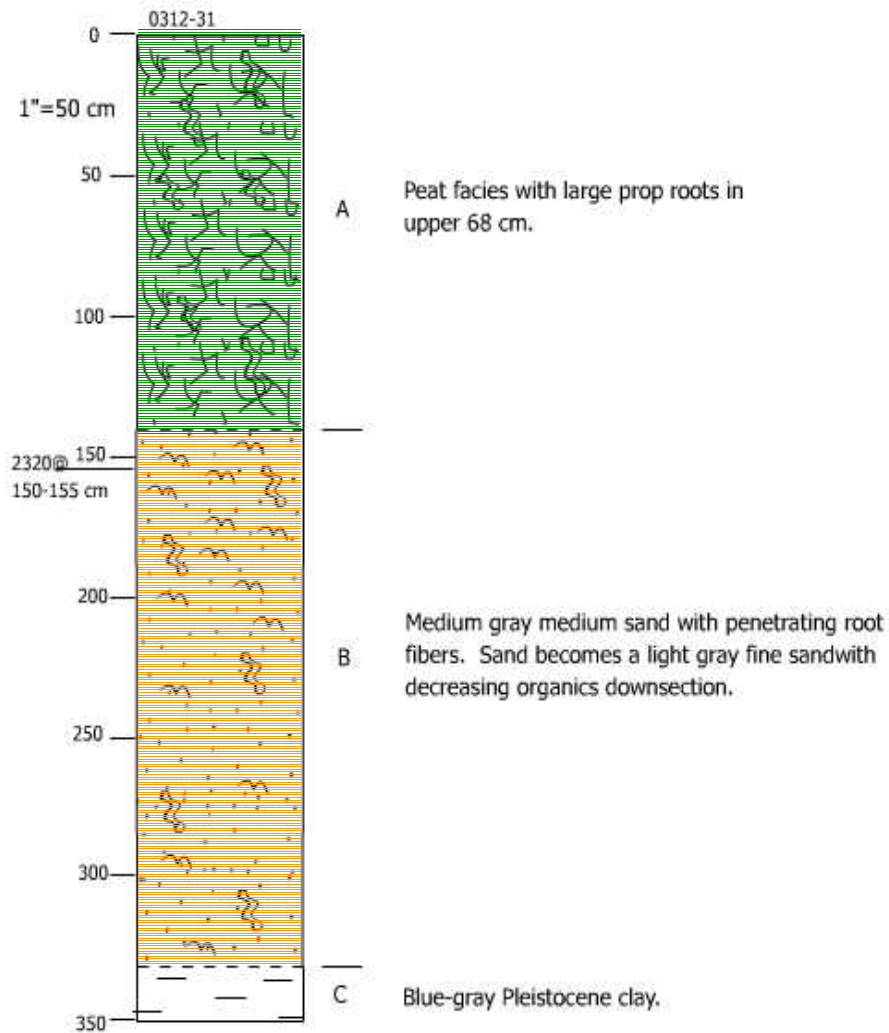 0312-31
0
1"=50 cm
50
A
Peat facies with large prop roots in
upper 68 cm.
100
150
2320@
150-155 cm
200
B
Medium gray medium sand with penetrating root
fibers. Sand becomes a light gray fine sandwith
decreasing organics downsection.
250
300
C
Blue-gray Pleistocene clay.
350